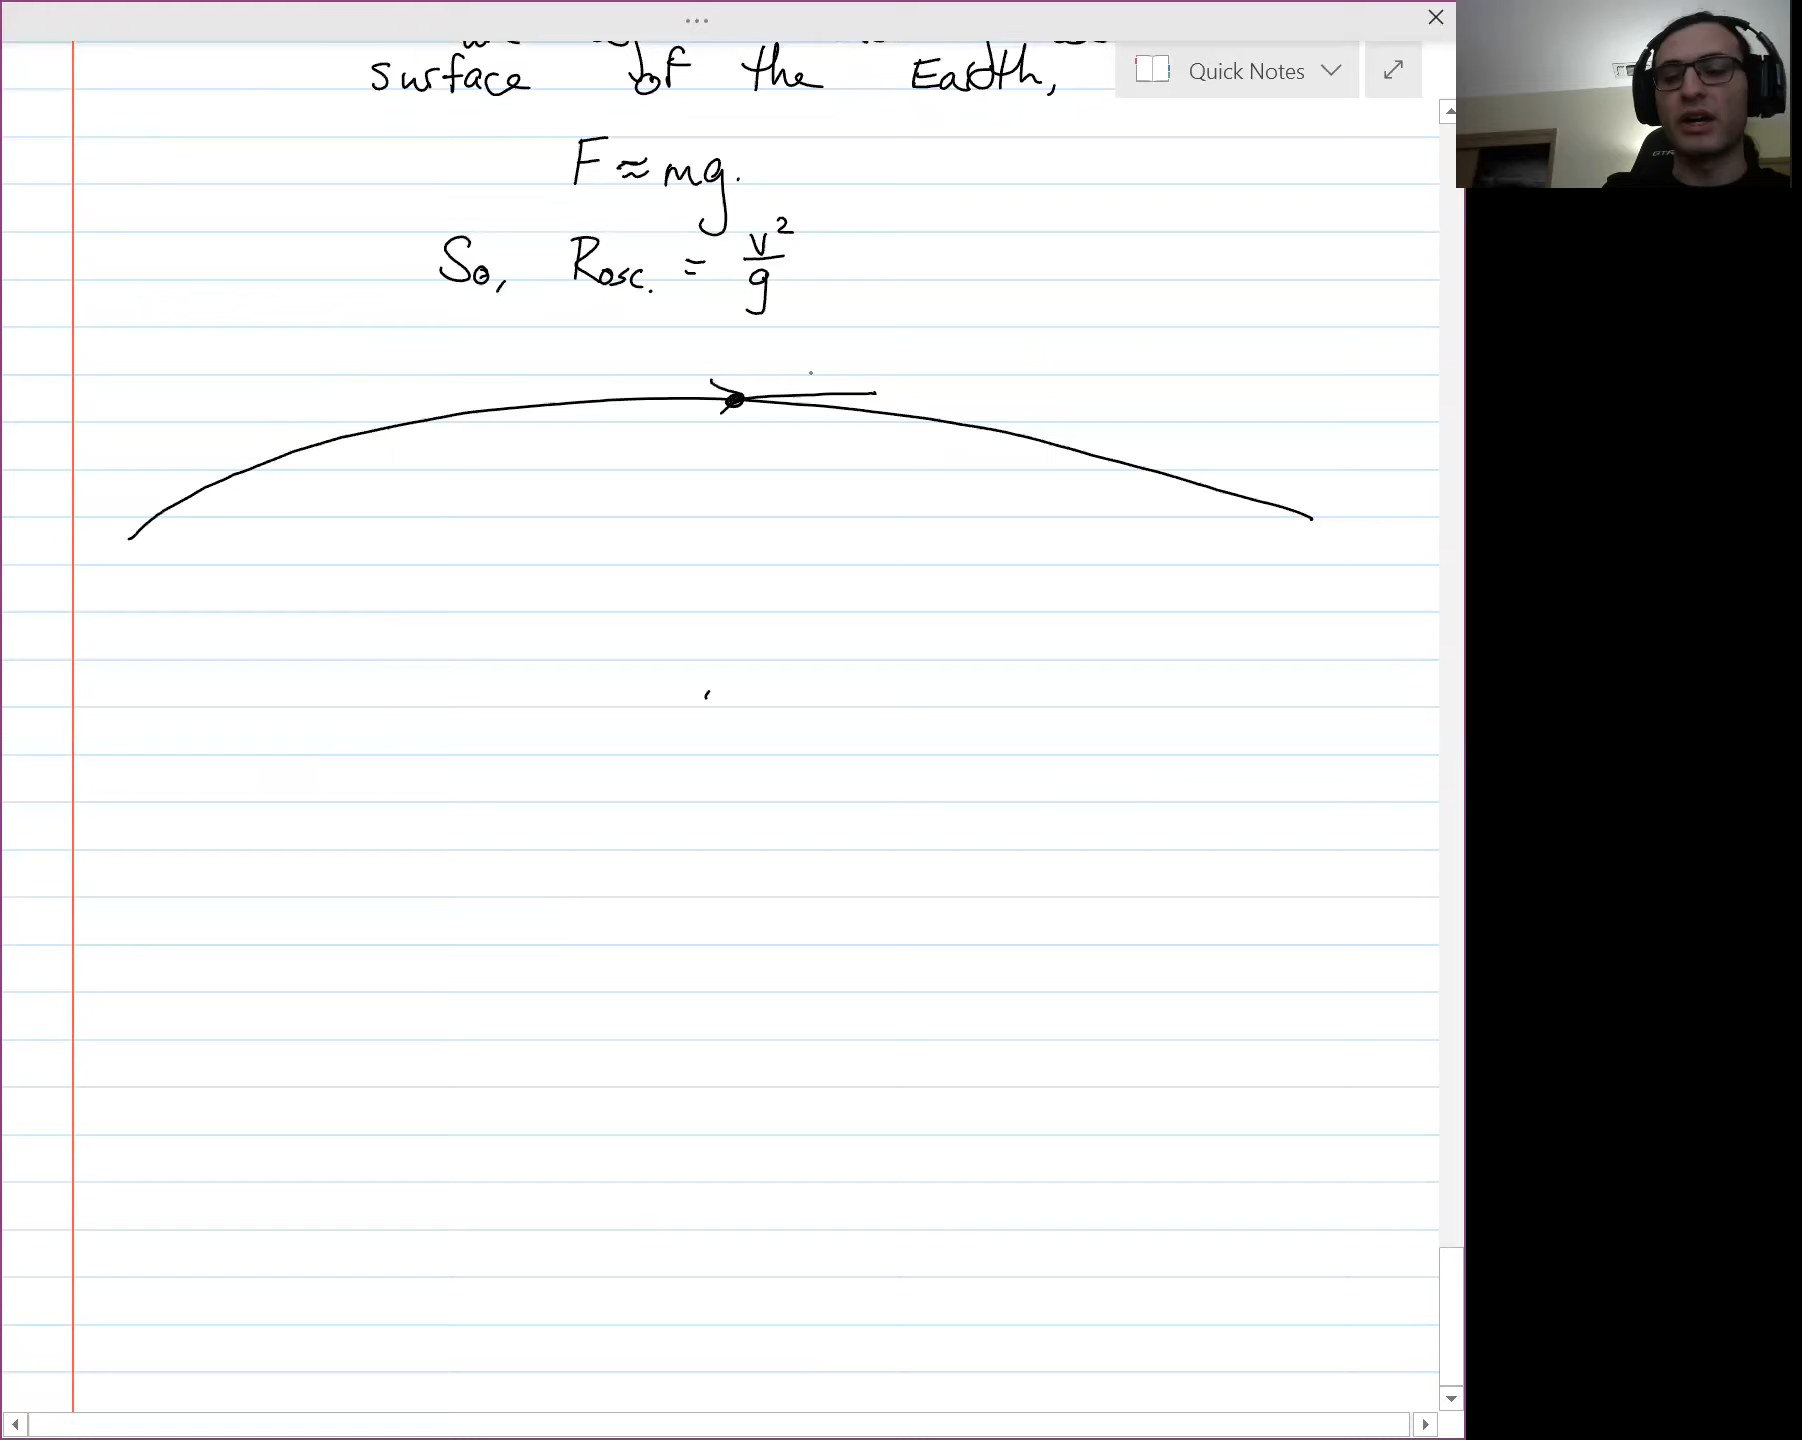 surface of the Earth,
Quick Notes
F ≈ mg.
So, Rosc. = v²/g